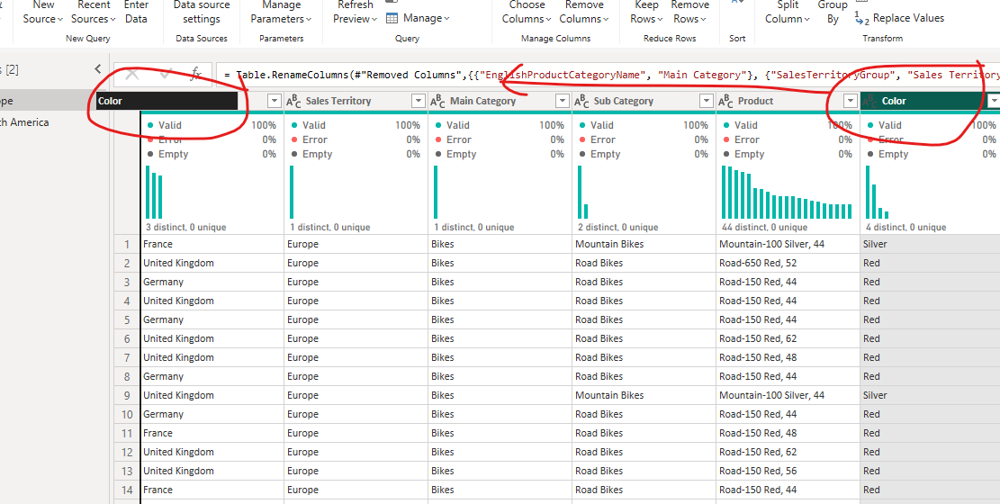 New Source
Recent Sources
Enter Data
Data source settings
Manage Parameters
Refresh Preview
Manage
Choose Columns
Remove Columns
Keep Rows
Remove Rows
Split Column
Group By
Replace Values
New Query
Data Sources
Parameters
Query
Manage Columns
Reduce Rows
Sort
Transform
[2]
fx
= Table.RenameColumns(#"Removed Columns",{{"EnglishProductCategoryName", "Main Category"}, {"SalesTerritoryGroup", "Sales Territory
Color ABC Sales Territory ABC Main Category ABC Sub Category ABC Product ABC Color
Valid 100% Valid 100% Valid 100% Valid 100% Valid 100% Valid 100%
Error 0% Error 0% Error 0% Error 0% Error 0% Error 0%
Empty 0% Empty 0% Empty 0% Empty 0% Empty 0% Empty 0%
3 distinct, 0 unique 1 distinct, 0 unique 1 distinct, 0 unique 2 distinct, 0 unique 44 distinct, 0 unique 4 distinct, 0 unique
1 France Europe Bikes Mountain Bikes Mountain-100 Silver, 44 Silver
2 United Kingdom Europe Bikes Road Bikes Road-650 Red, 52 Red
3 Germany Europe Bikes Road Bikes Road-150 Red, 44 Red
4 United Kingdom Europe Bikes Road Bikes Road-150 Red, 44 Red
5 Germany Europe Bikes Road Bikes Road-150 Red, 44 Red
6 United Kingdom Europe Bikes Road Bikes Road-150 Red, 62 Red
7 United Kingdom Europe Bikes Road Bikes Road-150 Red, 48 Red
8 Germany Europe Bikes Road Bikes Road-150 Red, 44 Red
9 United Kingdom Europe Bikes Mountain Bikes Mountain-100 Silver, 44 Silver
10 Germany Europe Bikes Road Bikes Road-150 Red, 44 Red
11 France Europe Bikes Road Bikes Road-150 Red, 48 Red
12 United Kingdom Europe Bikes Road Bikes Road-150 Red, 62 Red
13 United Kingdom Europe Bikes Road Bikes Road-150 Red, 56 Red
14 France Europe Bikes Road Bikes Road-150 Red, 44 Red